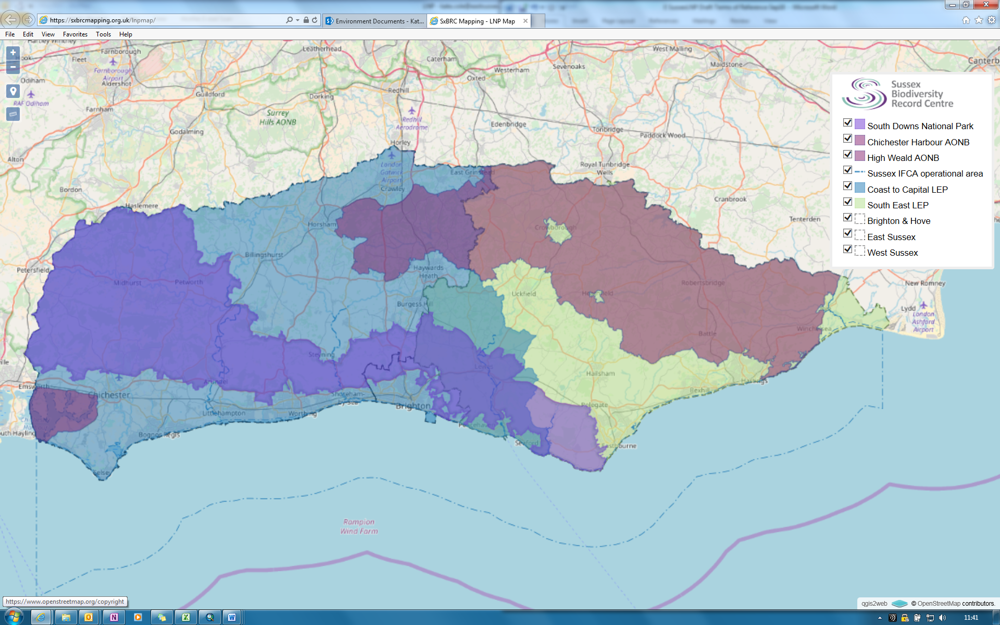 https://sxbrcmapping.org.uk/lnpmap/
Environment Documents - Kat...
SxBRC Mapping - LNP Map
File Edit View Favorites Tools Help
+
−
Sussex
Biodiversity
Record Centre
South Downs National Park
Chichester Harbour AONB
High Weald AONB
Sussex IFCA operational area
Coast to Capital LEP
South East LEP
Brighton & Hove
East Sussex
West Sussex
Hook
Fleet
Farnborough
Farnborough
Airport
Aldershot
Odiham
RAF Odiham
Farnham
Guildford
Godalming
Leatherhead
Dorking
Surrey
Hills AONB
Redhill
Redhill
Aerodrome
Caterham
Oxted
Westerham
Sevenoaks
West Malling
Maidstone
Edenbridge
Tonbridge
Paddock Wood
Horley
London
Gatwick
Airport
Crawley
East Grinstead
Royal Tunbridge
Wells
Alton
Bordon
Haslemere
Horsham
Crowborough
Cranbrook
Tenterden
Billingshurst
Haywards
Heath
Petersfield
Midhurst
Petworth
Uckfield
Heathfield
Robertsbridge
New Romney
Burgess Hill
Lydd
London
Ashford
Airport
Battle
Winchelsea
Steyning
Lewes
Hailsham
Hastings
Bexhill
Emsworth
Chichester
Arundel
Shoreham-
by-Sea
Brighton
Polegate
Littlehampton
Worthing
Bognor Regis
Seaford
Eastbourne
Selsey
Rampion
Wind Farm
https://www.openstreetmap.org/copyright
qgis2web © OpenStreetMap contributors.
11:41